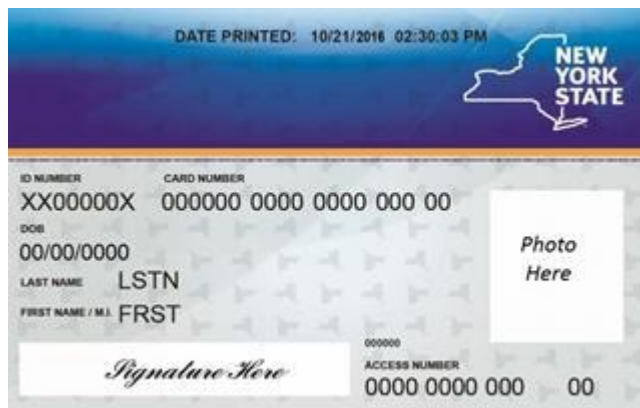 DATE PRINTED: 10/21/2016 02:30:03 PM
NEW
YORK
STATE
ID NUMBER CARD NUMBER
XX00000X 000000 0000 0000 000 00
DOB
00/00/0000
Photo
Here
LAST NAME LSTN
FIRST NAME / M.I. FRST
000000
Signature Here
ACCESS NUMBER
0000 0000 000 00